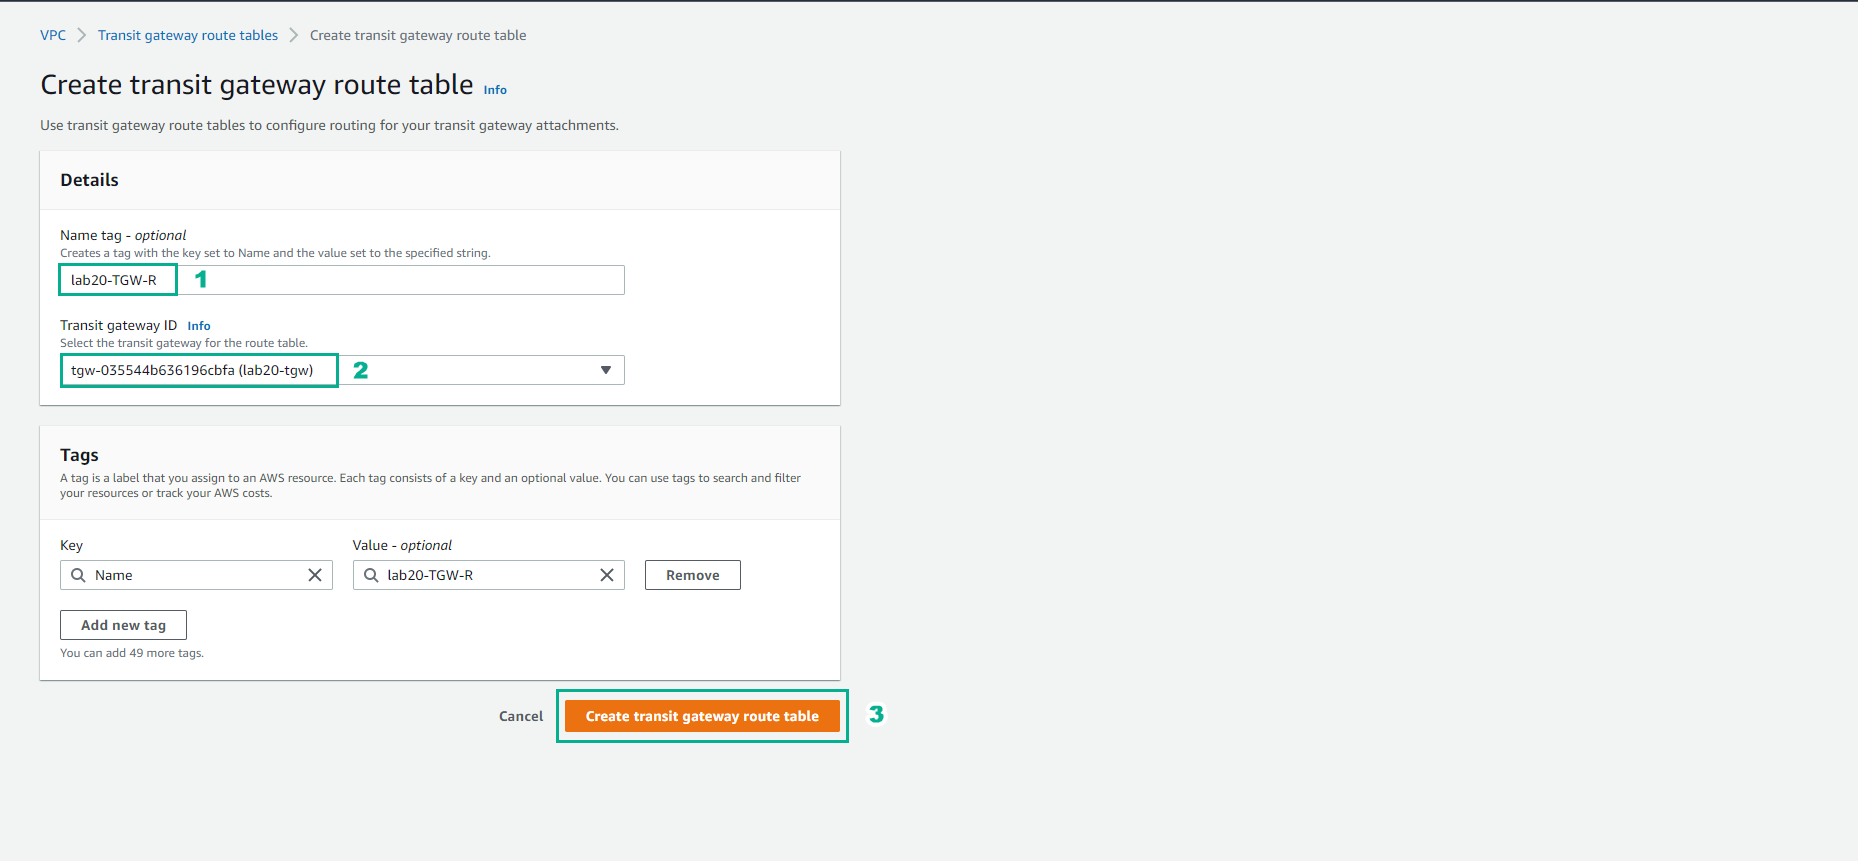 VPC > Transit gateway route tables > Create transit gateway route table
Create transit gateway route table Info
Use transit gateway route tables to configure routing for your transit gateway attachments.
Details
Name tag - optional
Creates a tag with the key set to Name and the value set to the specified string.
lab20-TGW-R 1
Transit gateway ID Info
Select the transit gateway for the route table.
tgw-035544b636196cbfa (lab20-tgw) 2
Tags
A tag is a label that you assign to an AWS resource. Each tag consists of a key and an optional value. You can use tags to search and filter
your resources or track your AWS costs.
Key Value - optional
Name lab20-TGW-R Remove
Add new tag
You can add 49 more tags.
Cancel Create transit gateway route table 3